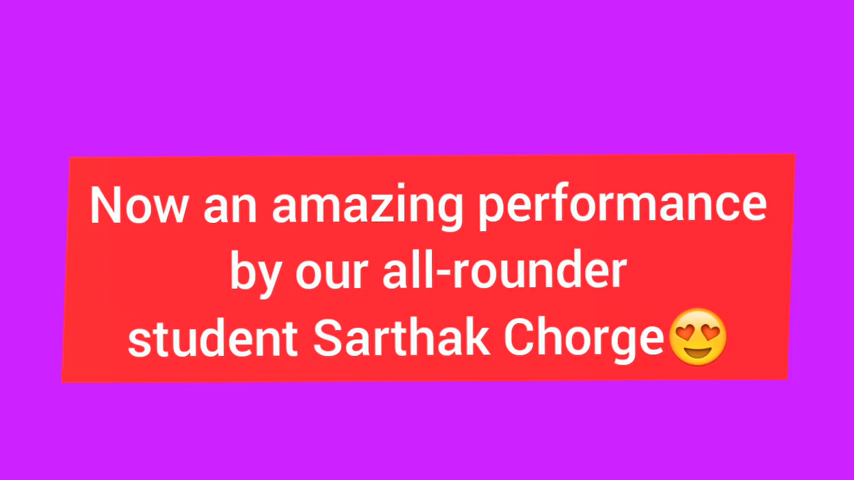 Now an amazing performance
by our all-rounder
student Sarthak Chorge😍